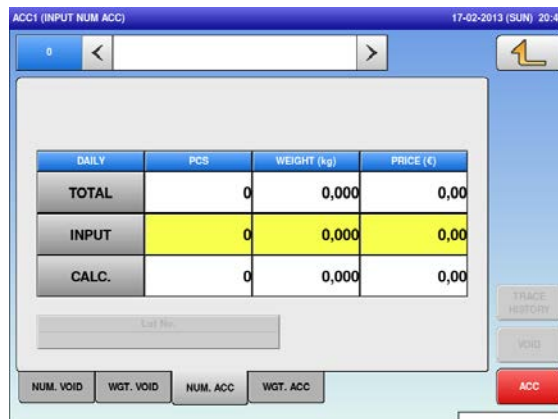 ACC1 (INPUT NUM ACC) 17-02-2013 (SUN) 20:4
0 < >
DAILY PCS WEIGHT (kg) PRICE (€)
TOTAL 0 0,000 0,00
INPUT 0 0,000 0,00
CALC. 0 0,000 0,00
Lot No.
TRACE
HISTORY
VOID
NUM. VOID WGT. VOID NUM. ACC WGT. ACC ACC